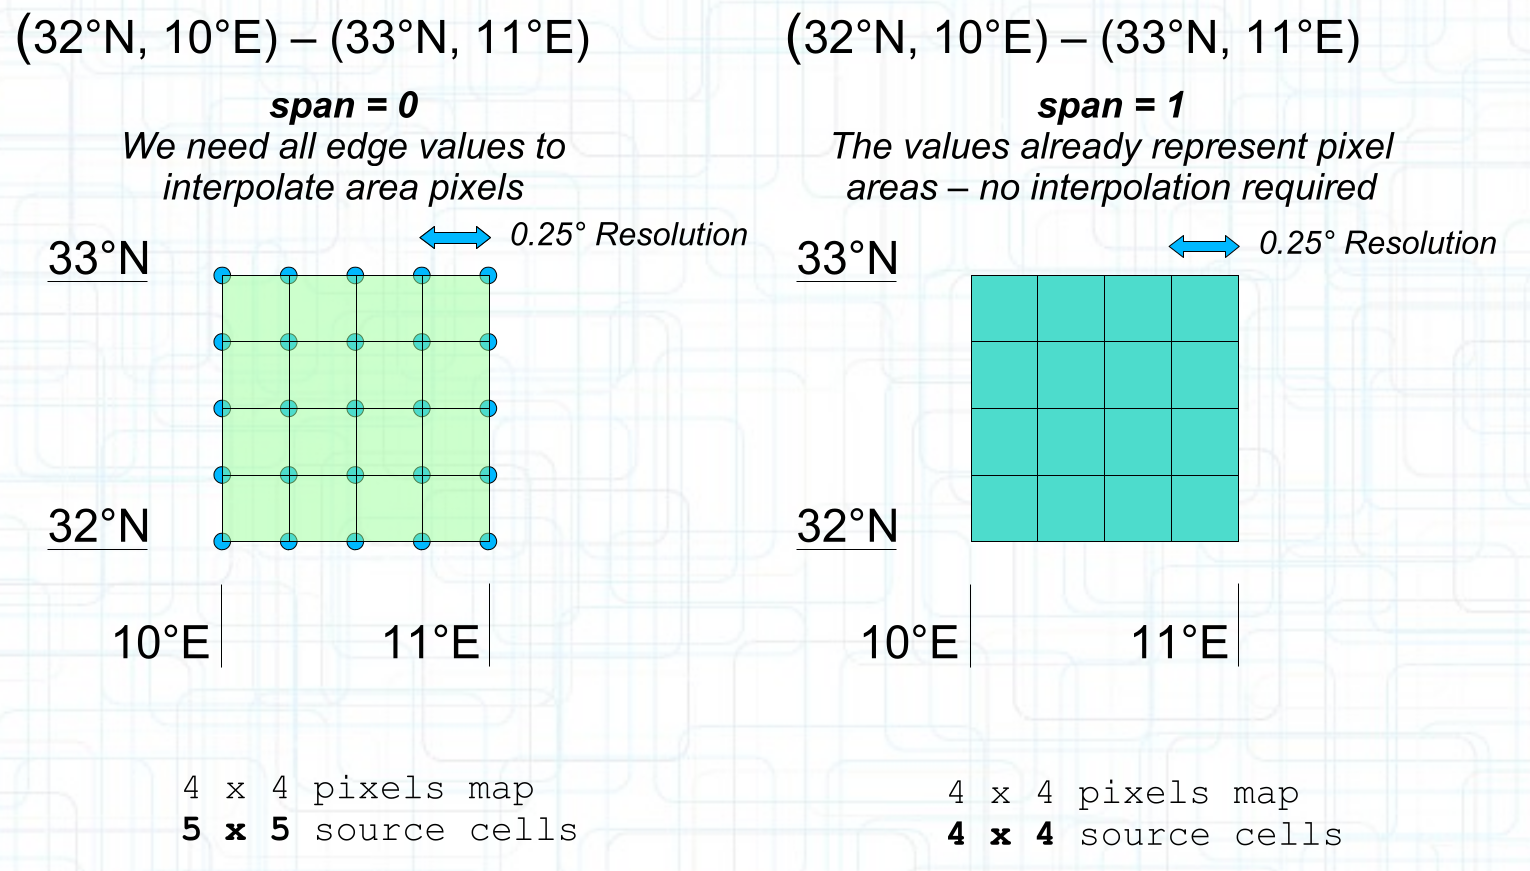 (32°N, 10°E) – (33°N, 11°E)
span = 0
We need all edge values to
interpolate area pixels
0.25° Resolution
33°N
32°N
10°E
11°E
4 x 4 pixels map
5 x 5 source cells
(32°N, 10°E) – (33°N, 11°E)
span = 1
The values already represent pixel
areas – no interpolation required
0.25° Resolution
33°N
32°N
10°E
11°E
4 x 4 pixels map
4 x 4 source cells